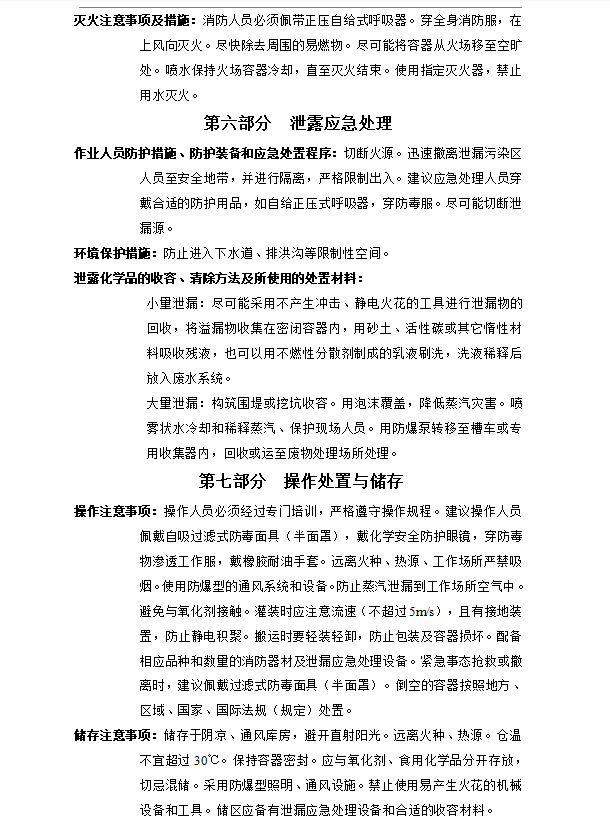 灭火注意事项及措施：消防人员必须佩带正压自给式呼吸器。穿全身消防服，在
上风向灭火。尽快除去周围的易燃物。尽可能将容器从火场移至空旷
处。喷水保持火场容器冷却，直至灭火结束。使用指定灭火器，禁止
用水灭火。
第六部分 泄露应急处理
作业人员防护措施、防护装备和应急处置程序：切断火源。迅速撤离泄漏污染区
人员至安全地带，并进行隔离，严格限制出入。建议应急处理人员穿
戴合适的防护用品，如自给正压式呼吸器，穿防毒服。尽可能切断泄
漏源。
环境保护措施：防止进入下水道、排洪沟等限制性空间。
泄露化学品的收容、清除方法及所使用的处置材料：
小量泄漏：尽可能采用不产生冲击、静电火花的工具进行泄漏物的
回收，将溢漏物收集在密闭容器内，用砂土、活性碳或其它惰性材
料吸收残液，也可以用不燃性分散剂制成的乳液刷洗，洗液稀释后
放入废水系统。
大量泄漏：构筑围堤或挖坑收容。用泡沫覆盖，降低蒸汽灾害。喷
雾状水冷却和稀释蒸汽、保护现场人员。用防爆泵转移至槽车或专
用收集器内，回收或运至废物处理场所处理。
第七部分 操作处置与储存
操作注意事项：操作人员必须经过专门培训，严格遵守操作规程。建议操作人员
佩戴自吸过滤式防毒面具（半面罩），戴化学安全防护眼镜，穿防毒
物渗透工作服，戴橡胶耐油手套。远离火种、热源、工作场所严禁吸
烟。使用防爆型的通风系统和设备。防止蒸汽泄漏到工作场所空气中。
避免与氧化剂接触。灌装时应注意流速（不超过 5m/s），且有接地装
置，防止静电积聚。搬运时要轻装轻卸，防止包装及容器损坏。配备
相应品种和数量的消防器材及泄漏应急处理设备。紧急事态抢救或撤
离时，建议佩戴过滤式防毒面具（半面罩）。倒空的容器按照地方、
区域、国家、国际法规（规定）处置。
储存注意事项：储存于阴凉、通风库房，避开直射阳光。远离火种、热源。仓温
不宜超过 30℃。保持容器密封。应与氧化剂、食用化学品分开存放，
切忌混储。采用防爆型照明、通风设施。禁止使用易产生火花的机械
设备和工具。储区应备有泄漏应急处理设备和合适的收容材料。